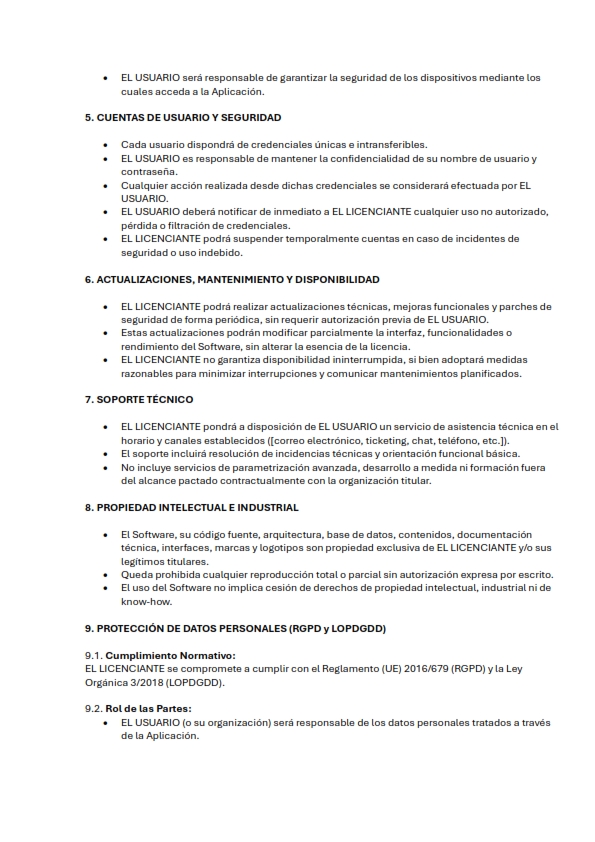 • EL USUARIO será responsable de garantizar la seguridad de los dispositivos mediante los
cuales acceda a la Aplicación.
5. CUENTAS DE USUARIO Y SEGURIDAD
• Cada usuario dispondrá de credenciales únicas e intransferibles.
• EL USUARIO es responsable de mantener la confidencialidad de su nombre de usuario y
contraseña.
• Cualquier acción realizada desde dichas credenciales se considerará efectuada por EL
USUARIO.
• EL USUARIO deberá notificar de inmediato a EL LICENCIANTE cualquier uso no autorizado,
pérdida o filtración de credenciales.
• EL LICENCIANTE podrá suspender temporalmente cuentas en caso de incidentes de
seguridad o uso indebido.
6. ACTUALIZACIONES, MANTENIMIENTO Y DISPONIBILIDAD
• EL LICENCIANTE podrá realizar actualizaciones técnicas, mejoras funcionales y parches de
seguridad de forma periódica, sin requerir autorización previa de EL USUARIO.
• Estas actualizaciones podrán modificar parcialmente la interfaz, funcionalidades o
rendimiento del Software, sin alterar la esencia de la licencia.
• EL LICENCIANTE no garantiza disponibilidad ininterrumpida, si bien adoptará medidas
razonables para minimizar interrupciones y comunicar mantenimientos planificados.
7. SOPORTE TÉCNICO
• EL LICENCIANTE pondrá a disposición de EL USUARIO un servicio de asistencia técnica en el
horario y canales establecidos ([correo electrónico, ticketing, chat, teléfono, etc.]).
• El soporte incluirá resolución de incidencias técnicas y orientación funcional básica.
• No incluye servicios de parametrización avanzada, desarrollo a medida ni formación fuera
del alcance pactado contractualmente con la organización titular.
8. PROPIEDAD INTELECTUAL E INDUSTRIAL
• El Software, su código fuente, arquitectura, base de datos, contenidos, documentación
técnica, interfaces, marcas y logotipos son propiedad exclusiva de EL LICENCIANTE y/o sus
legítimos titulares.
• Queda prohibida cualquier reproducción total o parcial sin autorización expresa por escrito.
• El uso del Software no implica cesión de derechos de propiedad intelectual, industrial ni de
know-how.
9. PROTECCIÓN DE DATOS PERSONALES (RGPD y LOPDGDD)
9.1. Cumplimiento Normativo:
EL LICENCIANTE se compromete a cumplir con el Reglamento (UE) 2016/679 (RGPD) y la Ley
Orgánica 3/2018 (LOPDGDD).
9.2. Rol de las Partes:
• EL USUARIO (o su organización) será responsable de los datos personales tratados a través
de la Aplicación.